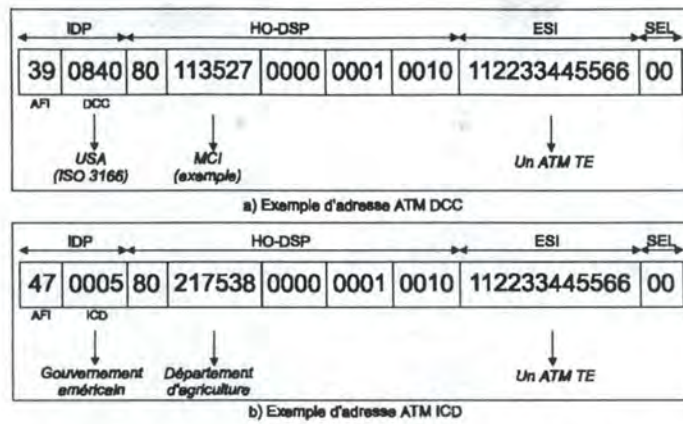 IDP HO-DSP ESI SEL
39 0840 80 113527 0000 0001 0010 112233445566 00
AFI DCC
USA MCI Un ATM TE
(ISO 3166) (exemple)
a) Exemple d'adresse ATM DCC
IDP HO-DSP ESI SEL
47 0005 80 217538 0000 0001 0010 112233445566 00
AFI ICD
Gouvernement Département Un ATM TE
américain d'agriculture
b) Exemple d'adresse ATM ICD